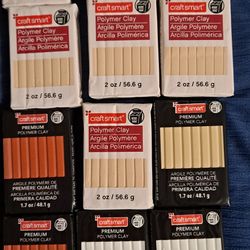 craftsmart
Polymer Clay
Argile Polymère
Arcilla Polimérica
2 oz / 56.6 g
craftsmart
Polymer Clay
Argile Polymère
Arcilla Polimérica
2 oz / 56.6 g
craftsmart
Polymer Clay
Argile Polymère
Arcilla Polimérica
2 oz / 56.6 g
craftsmart
PREMIUM
POLYMER CLAY
ARGILE POLYMÈRE DE
PREMIÈRE QUALITÉ
ARCILLA POLIMÉRICA DE
PRIMERA CALIDAD
1.7 oz / 48.1 g
craftsmart
Polymer Clay
Argile Polymère
Arcilla Polimérica
2 oz / 56.6 g
craftsmart
PREMIUM
POLYMER CLAY
ARGILE POLYMÈRE DE
PREMIÈRE QUALITÉ
ARCILLA POLIMÉRICA DE
PRIMERA CALIDAD
1.7 oz / 48.1 g
craftsmart
PREMIUM
POLYMER CLAY
craftsmart
PREMIUM
POLYMER CLAY
craftsmart
PREMIUM
POLYMER CLAY